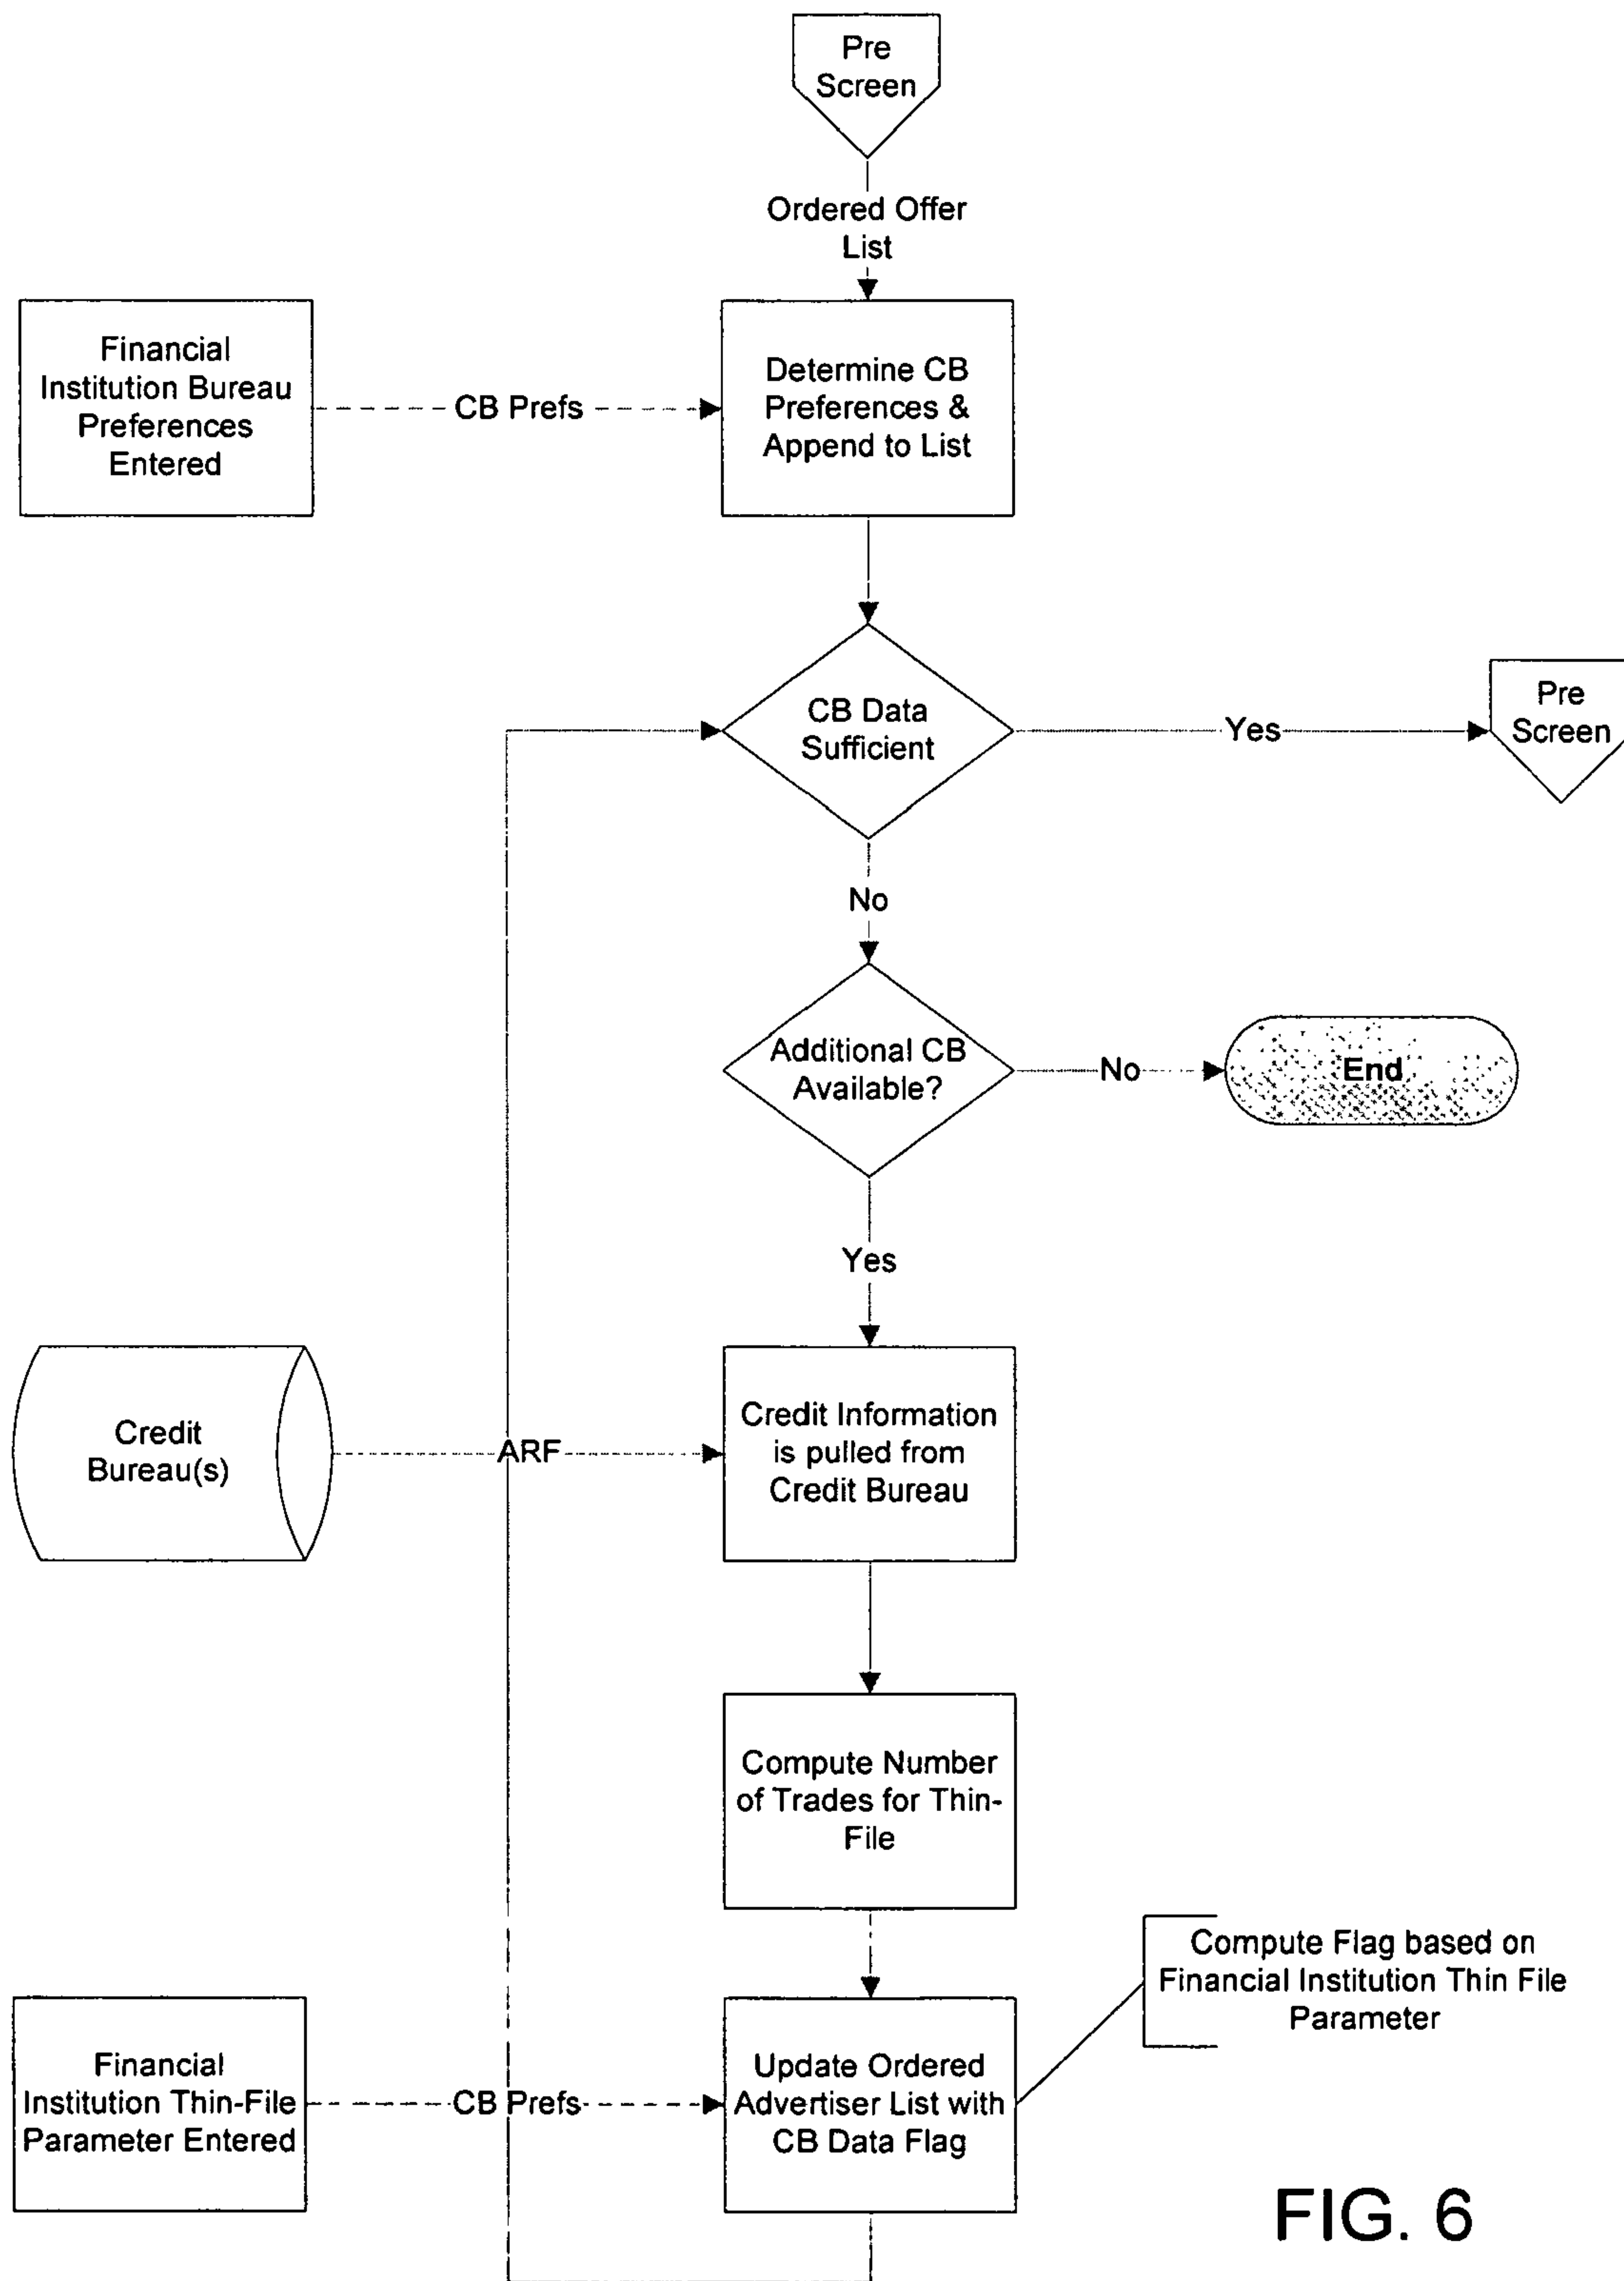 Pre
Screen
Ordered Offer
List
Financial
Institution Bureau
Preferences
Entered
CB Prefs
Determine CB
Preferences &
Append to List
CB Data
Sufficient
Yes
Pre
Screen
No
Additional CB
Available?
No
End
Yes
Credit
Bureau(s)
ARF
Credit Information
is pulled from
Credit Bureau
Compute Number
of Trades for Thin-
File
Compute Flag based on
Financial Institution Thin File
Parameter
Financial
Institution Thin-File
Parameter Entered
CB Prefs
Update Ordered
Advertiser List with
CB Data Flag
FIG. 6